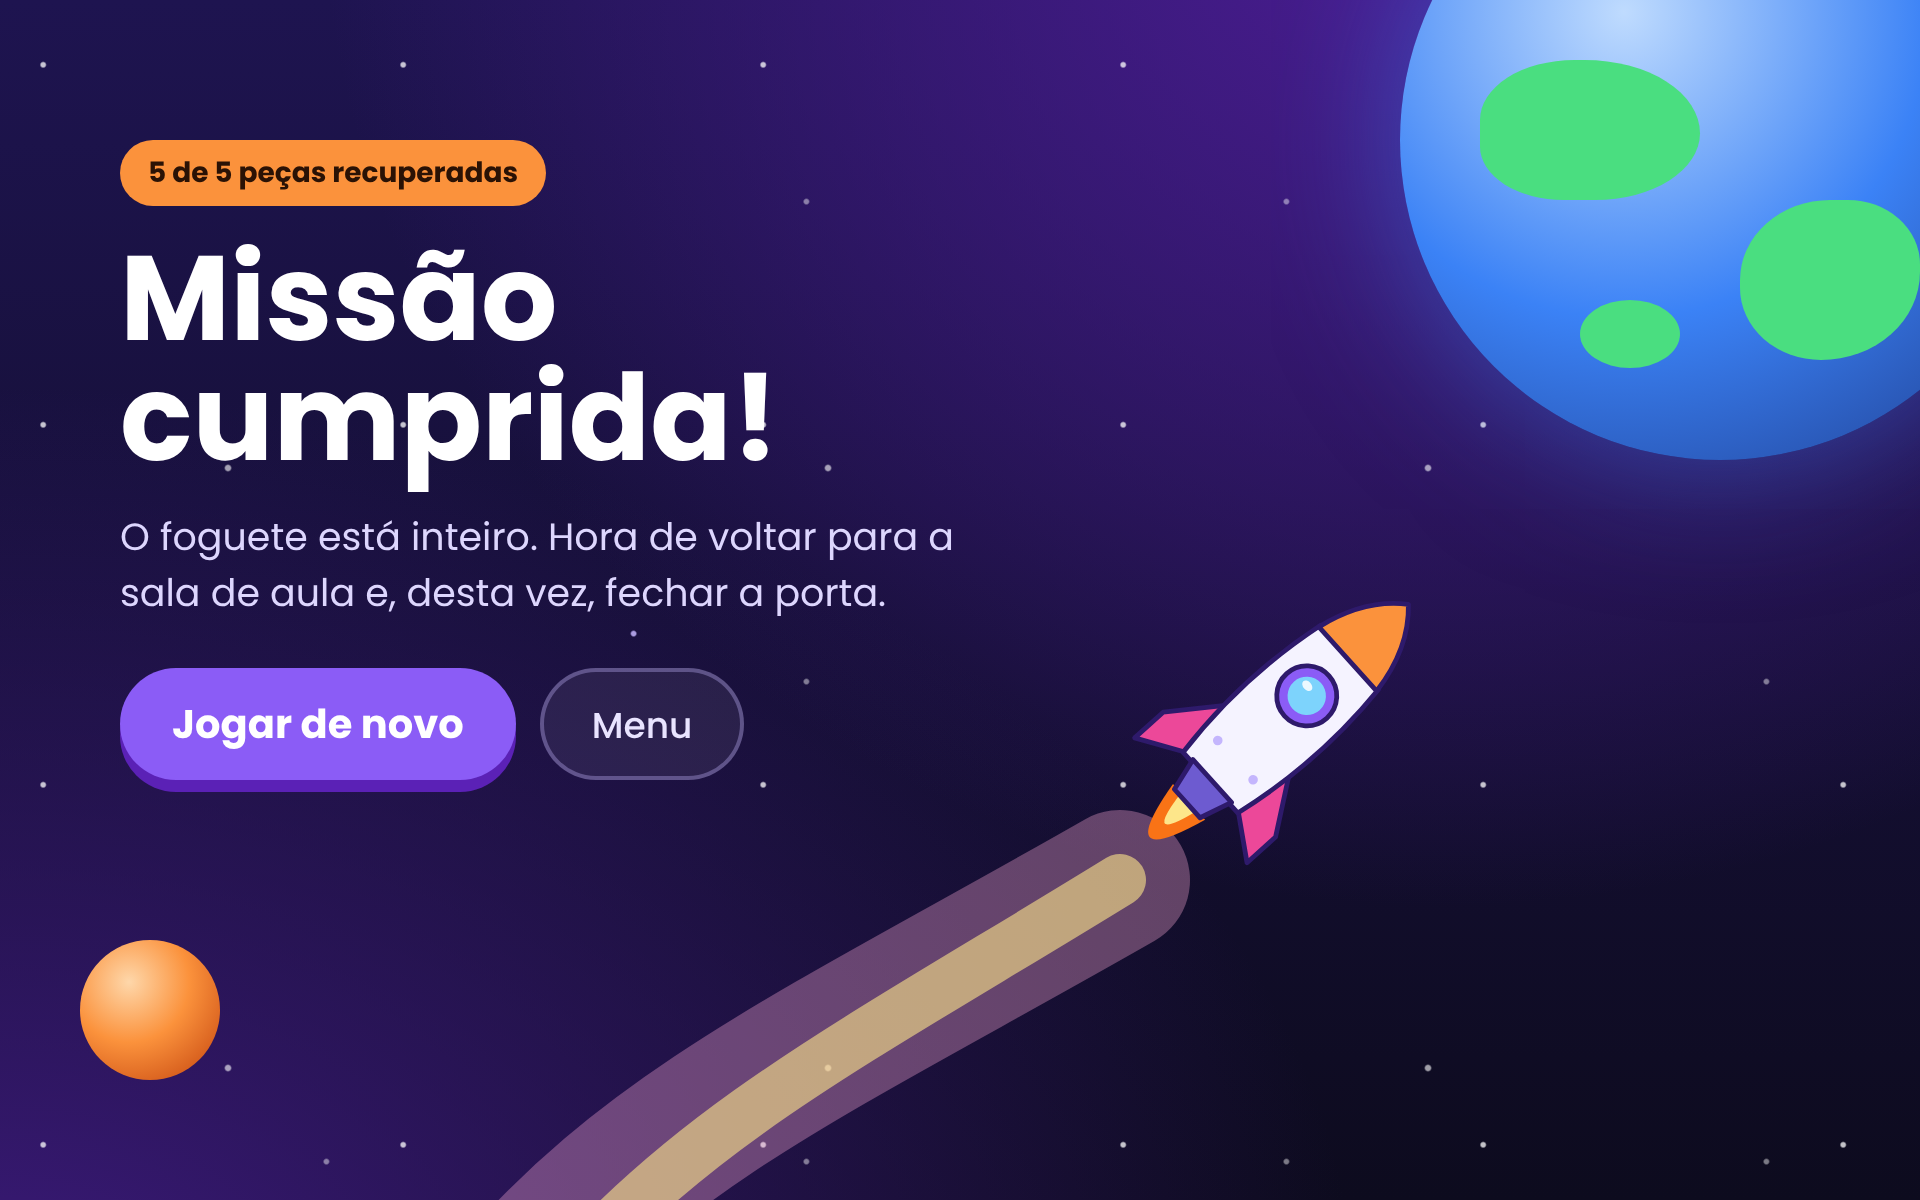 5 de 5 peças recuperadas
Missão
cumprida!
O foguete está inteiro. Hora de voltar para a
sala de aula e, desta vez, fechar a porta.
Jogar de novo
Menu